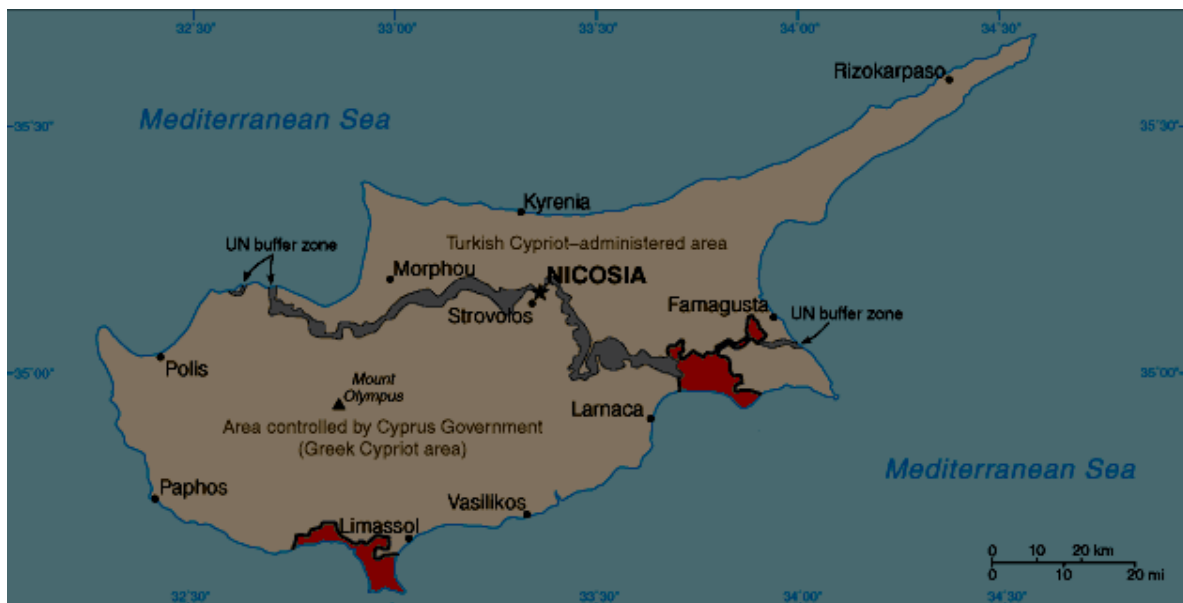 32°30'
33°00'
33°30'
34°00'
34°30'
Rizokarpaso
Mediterranean Sea
35°30'
35°30'
Kyrenia
Turkish Cypriot–administered area
UN buffer zone
Morphou
NICOSIA
Strovolos
Famagusta
UN buffer zone
Polis
35°00'
35°00'
Mount
Olympus
Larnaca
Area controlled by Cyprus Government
(Greek Cypriot area)
Mediterranean Sea
Paphos
Vasilikos
Limassol
0 10 20 km
0 10 20 mi
32°30'
33°00'
33°30'
34°00'
34°30'